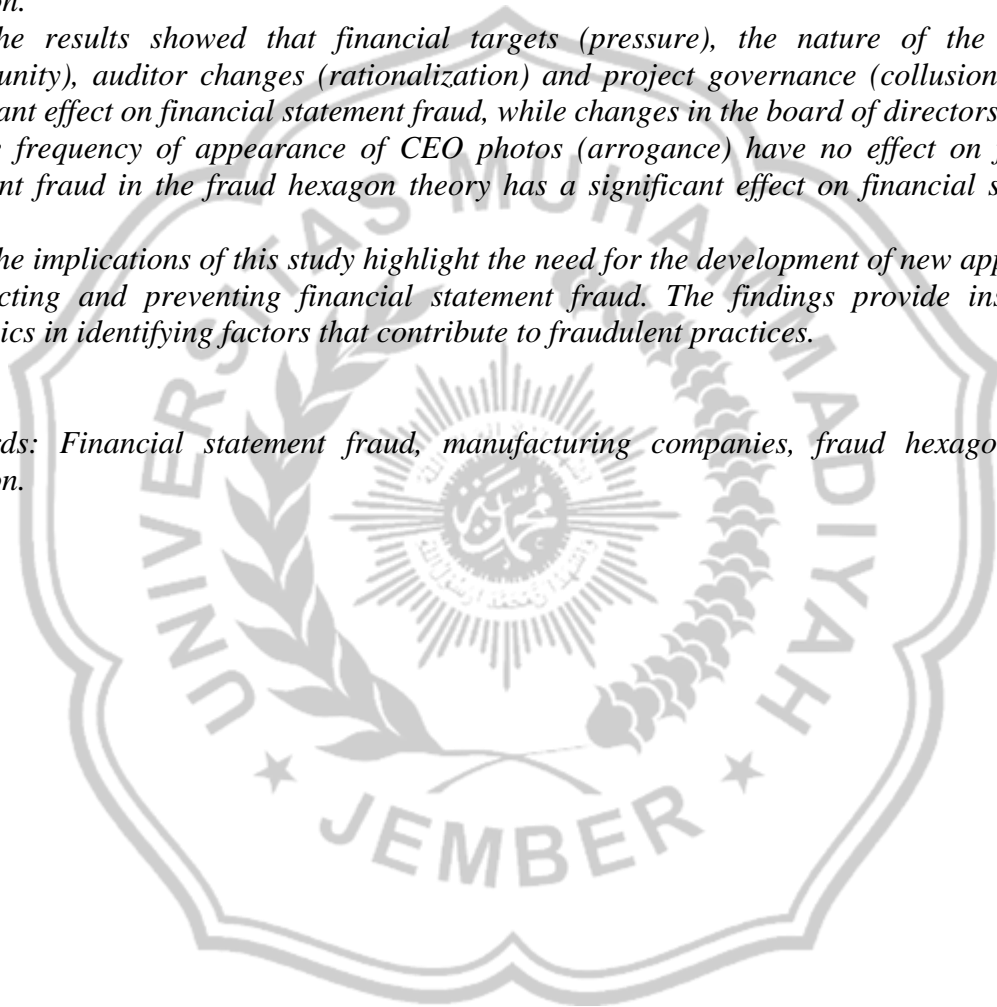 on.
he results showed that financial targets (pressure), the nature of the
unity), auditor changes (rationalization) and project governance (collusion
ant effect on financial statement fraud, while changes in the board of directors
frequency of appearance of CEO photos (arrogance) have no effect on
nt fraud in the fraud hexagon theory has a significant effect on financial s
he implications of this study highlight the need for the development of new app
cting and preventing financial statement fraud. The findings provide ins
ics in identifying factors that contribute to fraudulent practices.
rds: Financial statement fraud, manufacturing companies, fraud hexago
on.
UNIVERSITAS MUHAMMADIYAH
JEMBER